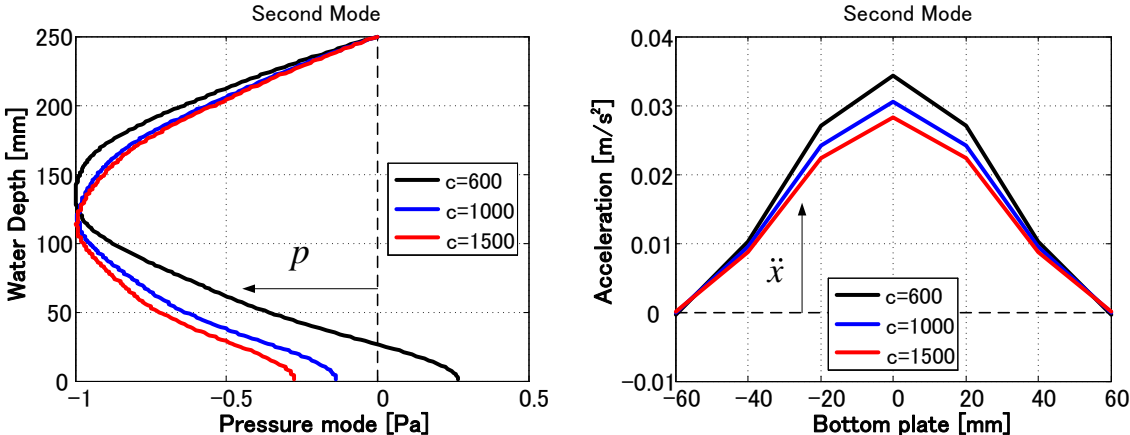 Second Mode
Water Depth [mm]
250
200
150
100
50
0
c=600
c=1000
c=1500
p
−1
−0.5
0
0.5
Pressure mode [Pa]
Second Mode
Acceleration [m/s²]
0.04
0.03
0.02
0.01
0
−0.01
ẍ
c=600
c=1000
c=1500
−60
−40
−20
0
20
40
60
Bottom plate [mm]